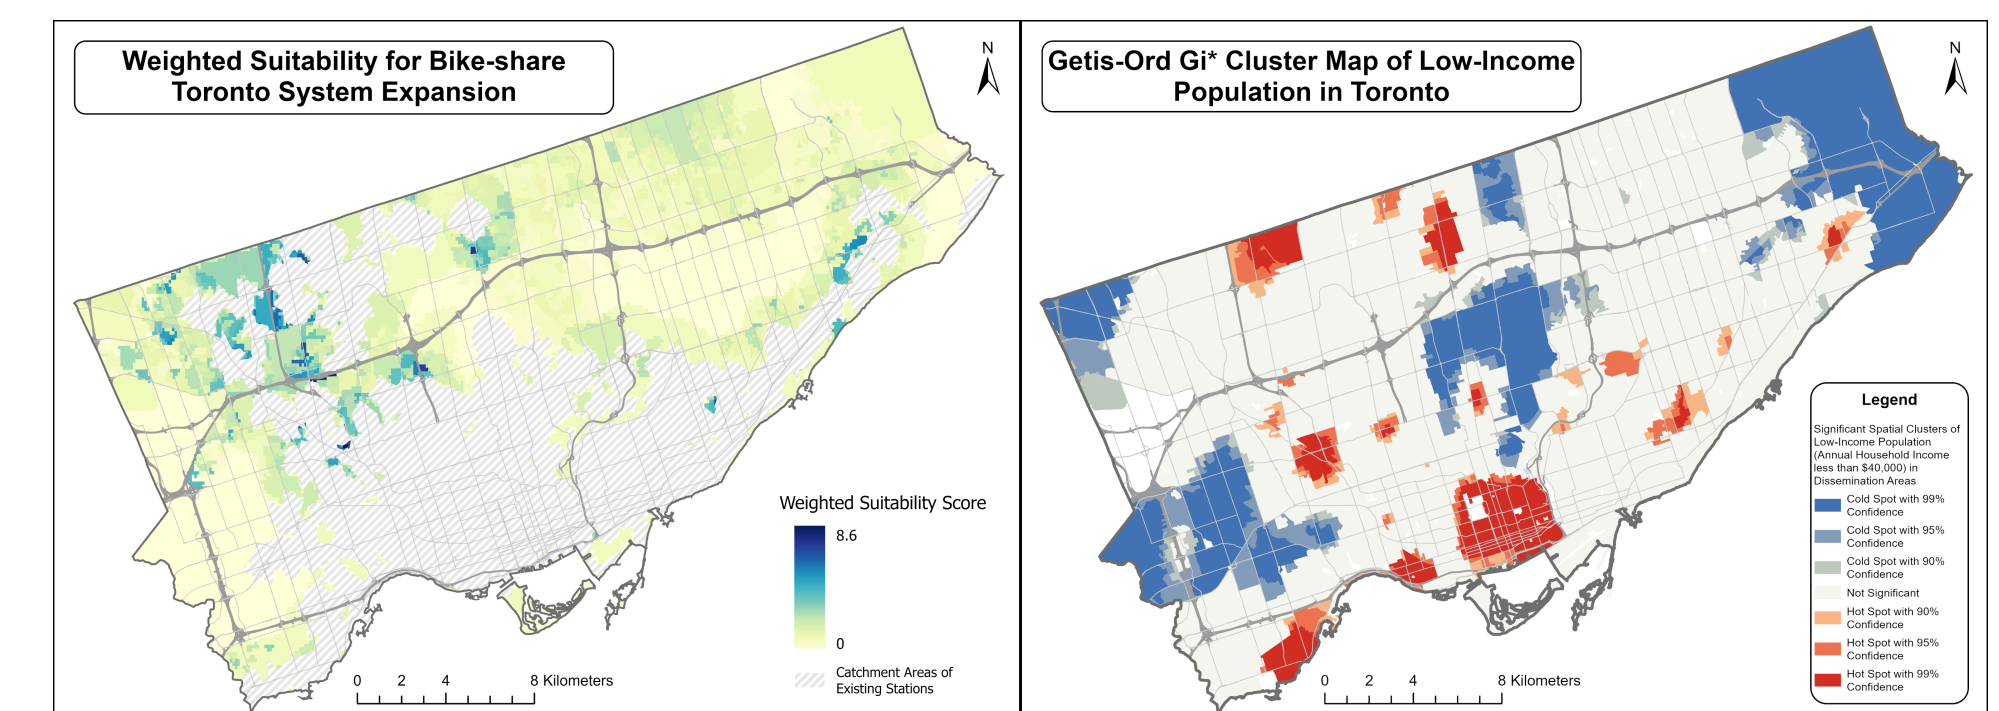 Weighted Suitability for Bike-share
Toronto System Expansion
N
Weighted Suitability Score
8.6
0
Catchment Areas of
Existing Stations
0 2 4 8 Kilometers
Getis-Ord Gi* Cluster Map of Low-Income
Population in Toronto
N
Legend
Significant Spatial Clusters of
Low-Income Population
(Annual Household Income
less than $40,000) in
Dissemination Areas
Cold Spot with 99%
Confidence
Cold Spot with 95%
Confidence
Cold Spot with 90%
Confidence
Not Significant
Hot Spot with 90%
Confidence
Hot Spot with 95%
Confidence
Hot Spot with 99%
Confidence
0 2 4 8 Kilometers